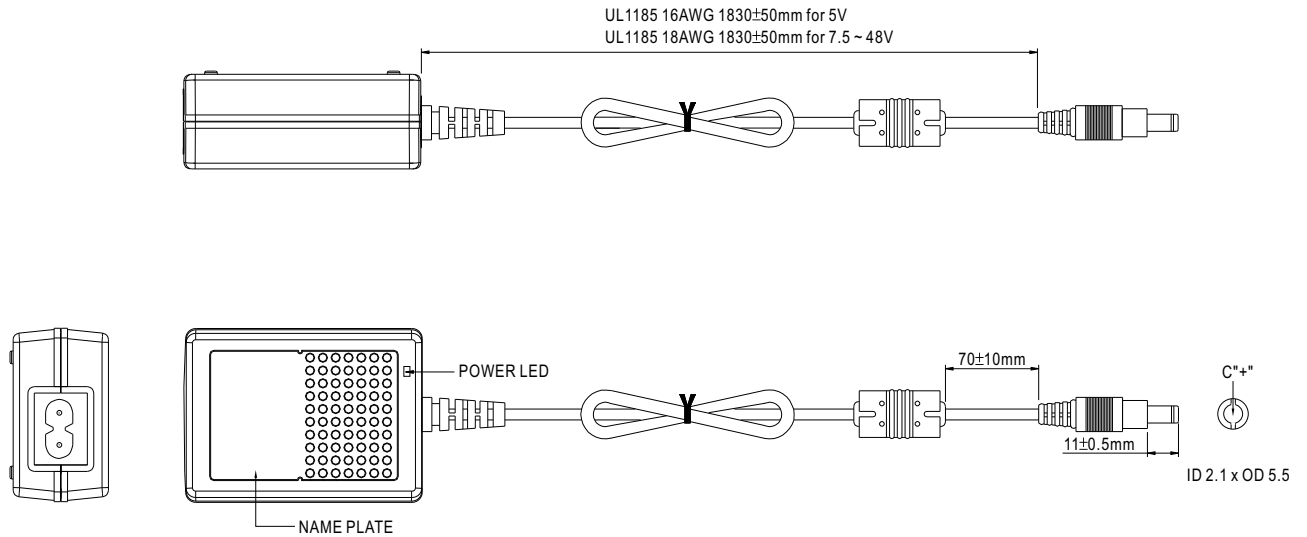 UL1185 16AWG 1830±50mm for 5V
UL1185 18AWG 1830±50mm for 7.5 ~ 48V
POWER LED
70±10mm
C"+"
11±0.5mm
ID 2.1 x OD 5.5
NAME PLATE